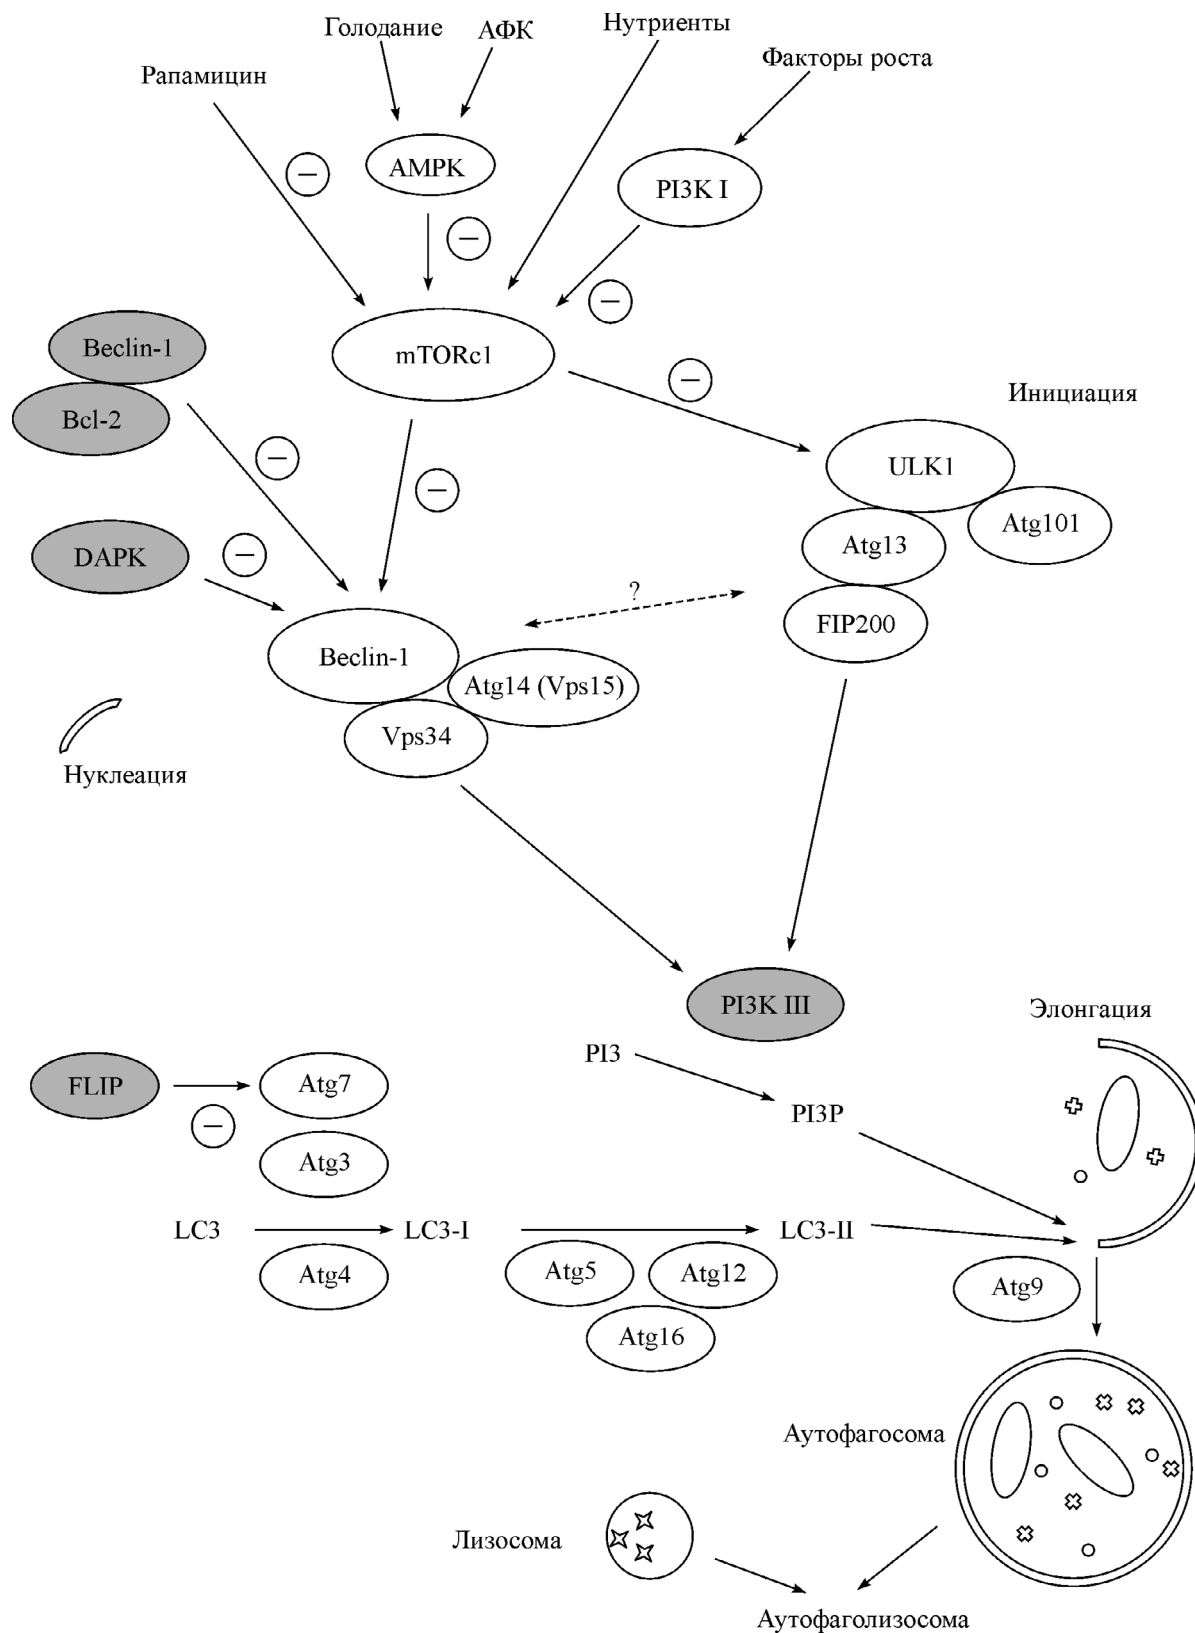 Голодание
АФК
Нутриенты
Факторы роста
Рапамицин
−
AMPK
PI3K I
−
−
Beclin-1
Bcl-2
mTORc1
−
Инициация
−
−
ULK1
Atg101
Atg13
FIP200
DAPK
−
?
Beclin-1
Atg14 (Vps15)
Vps34
Нуклеация
PI3K III
Элонгация
PI3
PI3P
FLIP
−
Atg7
Atg3
LC3
LC3-I
LC3-II
Atg4
Atg5
Atg12
Atg16
Atg9
Аутофагосома
Лизосома
Аутофаголизосома